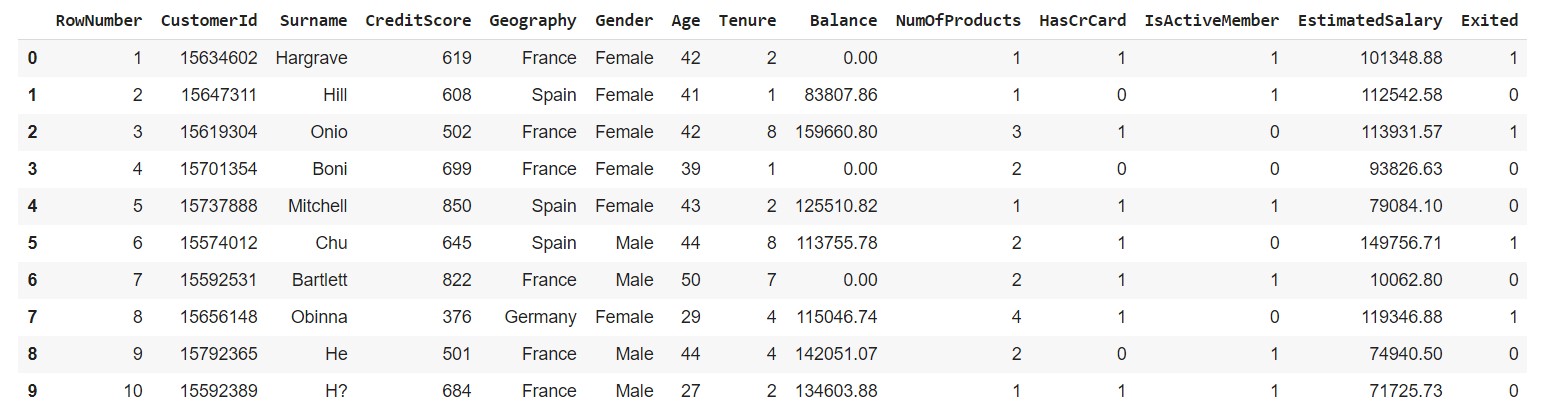 RowNumber CustomerId Surname CreditScore Geography Gender Age Tenure Balance NumOfProducts HasCrCard IsActiveMember EstimatedSalary Exited
0 1 15634602 Hargrave 619 France Female 42 2 0.00 1 1 1 101348.88 1
1 2 15647311 Hill 608 Spain Female 41 1 83807.86 1 0 1 112542.58 0
2 3 15619304 Onio 502 France Female 42 8 159660.80 3 1 0 113931.57 1
3 4 15701354 Boni 699 France Female 39 1 0.00 2 0 0 93826.63 0
4 5 15737888 Mitchell 850 Spain Female 43 2 125510.82 1 1 1 79084.10 0
5 6 15574012 Chu 645 Spain Male 44 8 113755.78 2 1 0 149756.71 1
6 7 15592531 Bartlett 822 France Male 50 7 0.00 2 1 1 10062.80 0
7 8 15656148 Obinna 376 Germany Female 29 4 115046.74 4 1 0 119346.88 1
8 9 15792365 He 501 France Male 44 4 142051.07 2 0 1 74940.50 0
9 10 15592389 H? 684 France Male 27 2 134603.88 1 1 1 71725.73 0